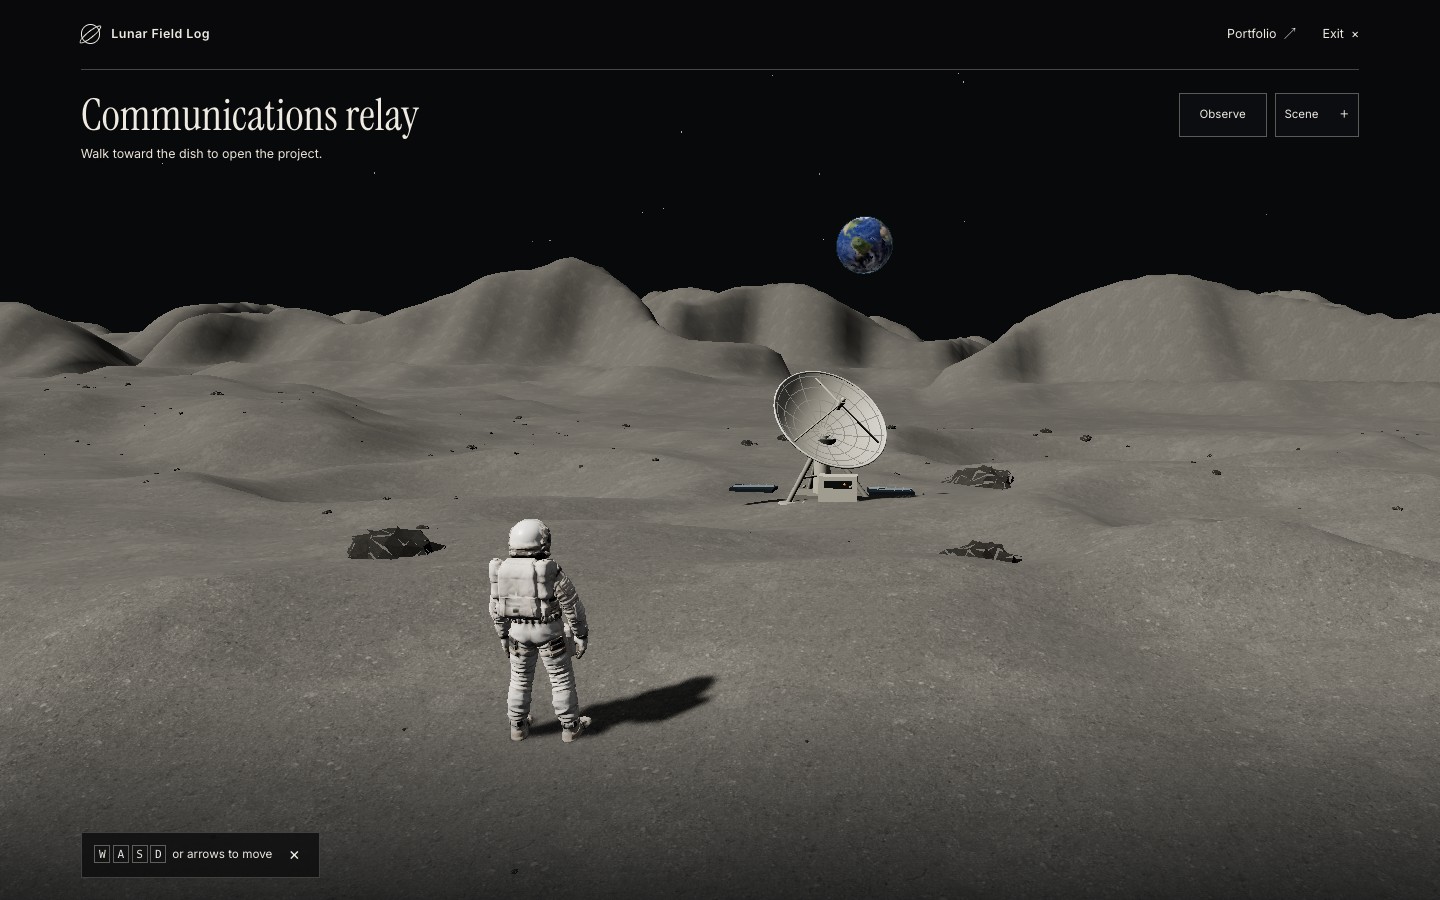 Lunar Field Log
Portfolio ↗ Exit ×
Communications relay
Walk toward the dish to open the project.
Observe
Scene +
W A S D or arrows to move ×